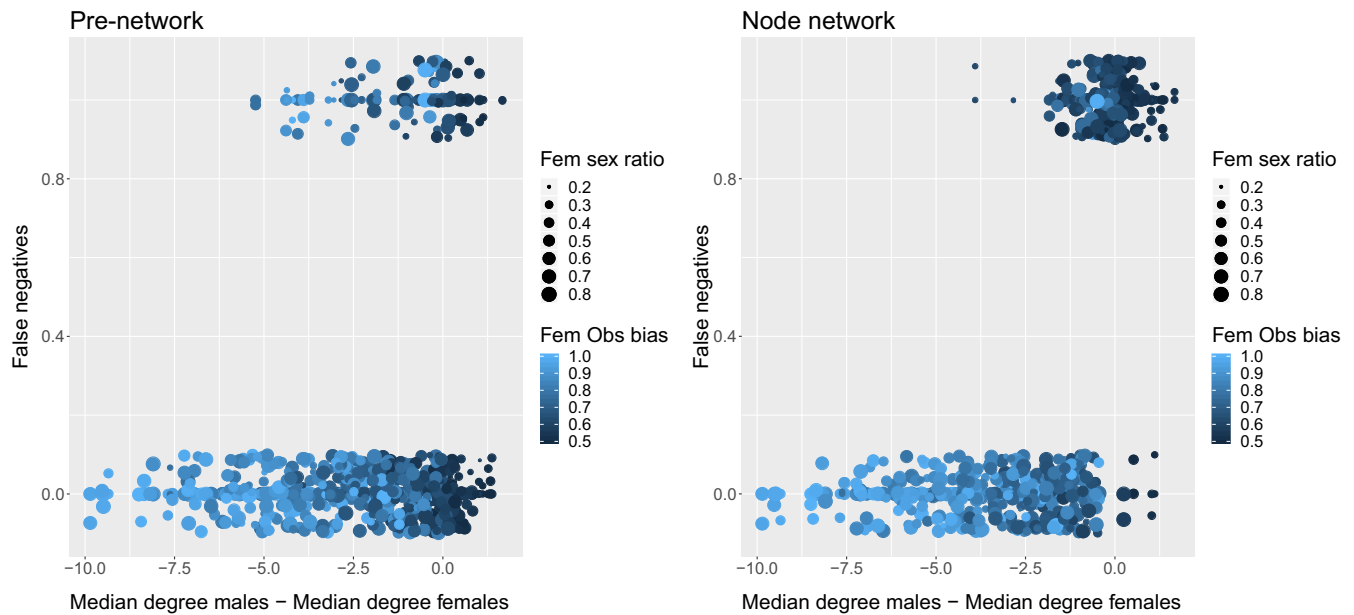 Pre-network
False negatives
0.8
0.4
0.0
−10.0 −7.5 −5.0 −2.5 0.0
Median degree males − Median degree females
Fem sex ratio
0.2
0.3
0.4
0.5
0.6
0.7
0.8
Fem Obs bias
1.0
0.9
0.8
0.7
0.6
0.5
Node network
False negatives
0.8
0.4
0.0
−10.0 −7.5 −5.0 −2.5 0.0
Median degree males − Median degree females
Fem sex ratio
0.2
0.3
0.4
0.5
0.6
0.7
0.8
Fem Obs bias
1.0
0.9
0.8
0.7
0.6
0.5